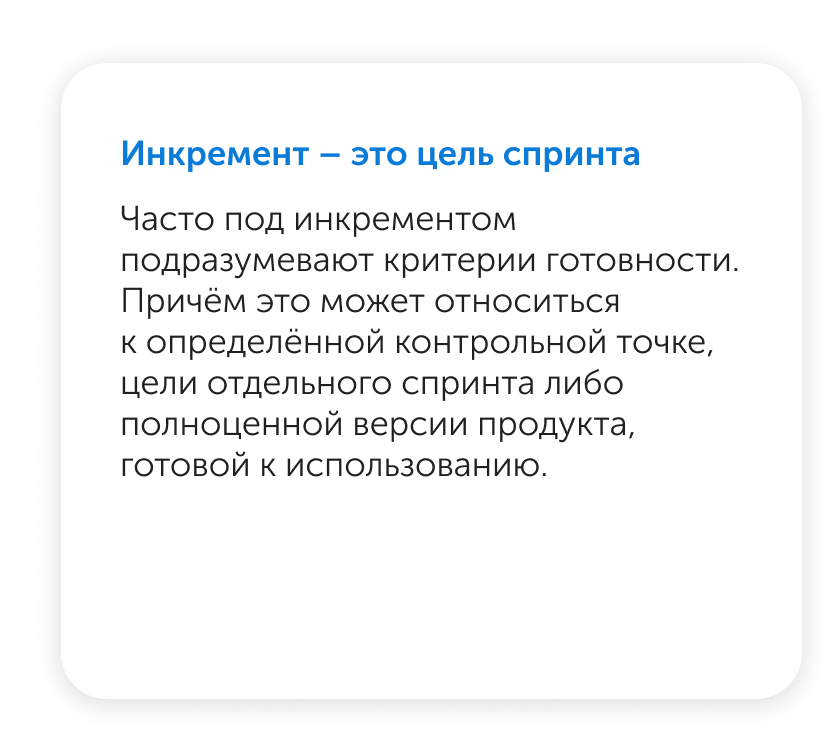 Инкремент – это цель спринта
Часто под инкрементом
подразумевают критерии готовности.
Причём это может относиться
к определённой контрольной точке,
цели отдельного спринта либо
полноценной версии продукта,
готовой к использованию.